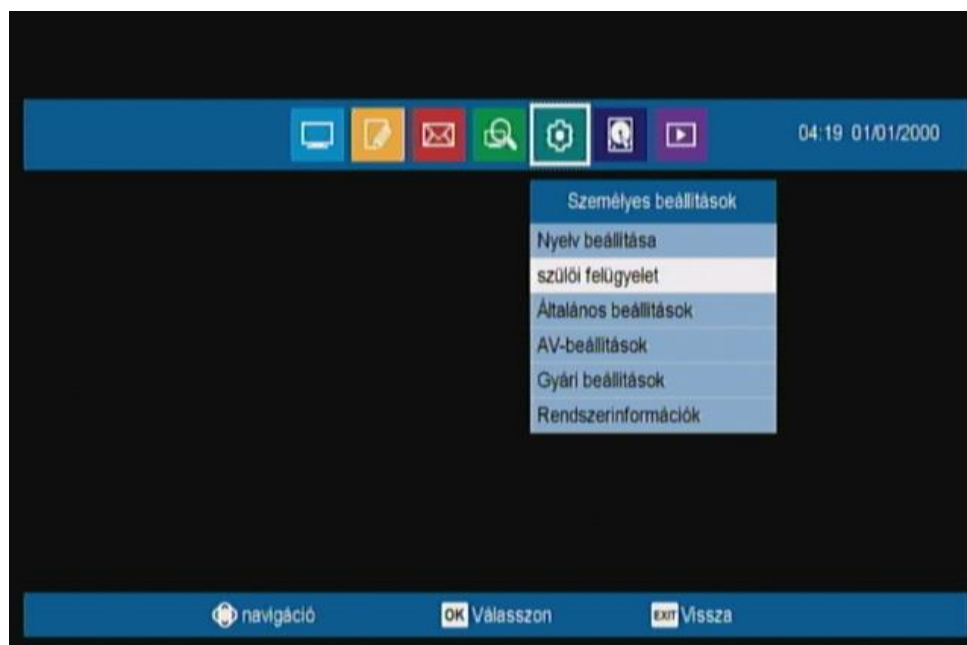 04:19 01/01/2000
Személyes beállítások
Nyelv beállítása
szülői felügyelet
Általános beállítások
AV-beállítások
Gyári beállítások
Rendszerinformációk
navigáció OK Válasszon EXIT Vissza